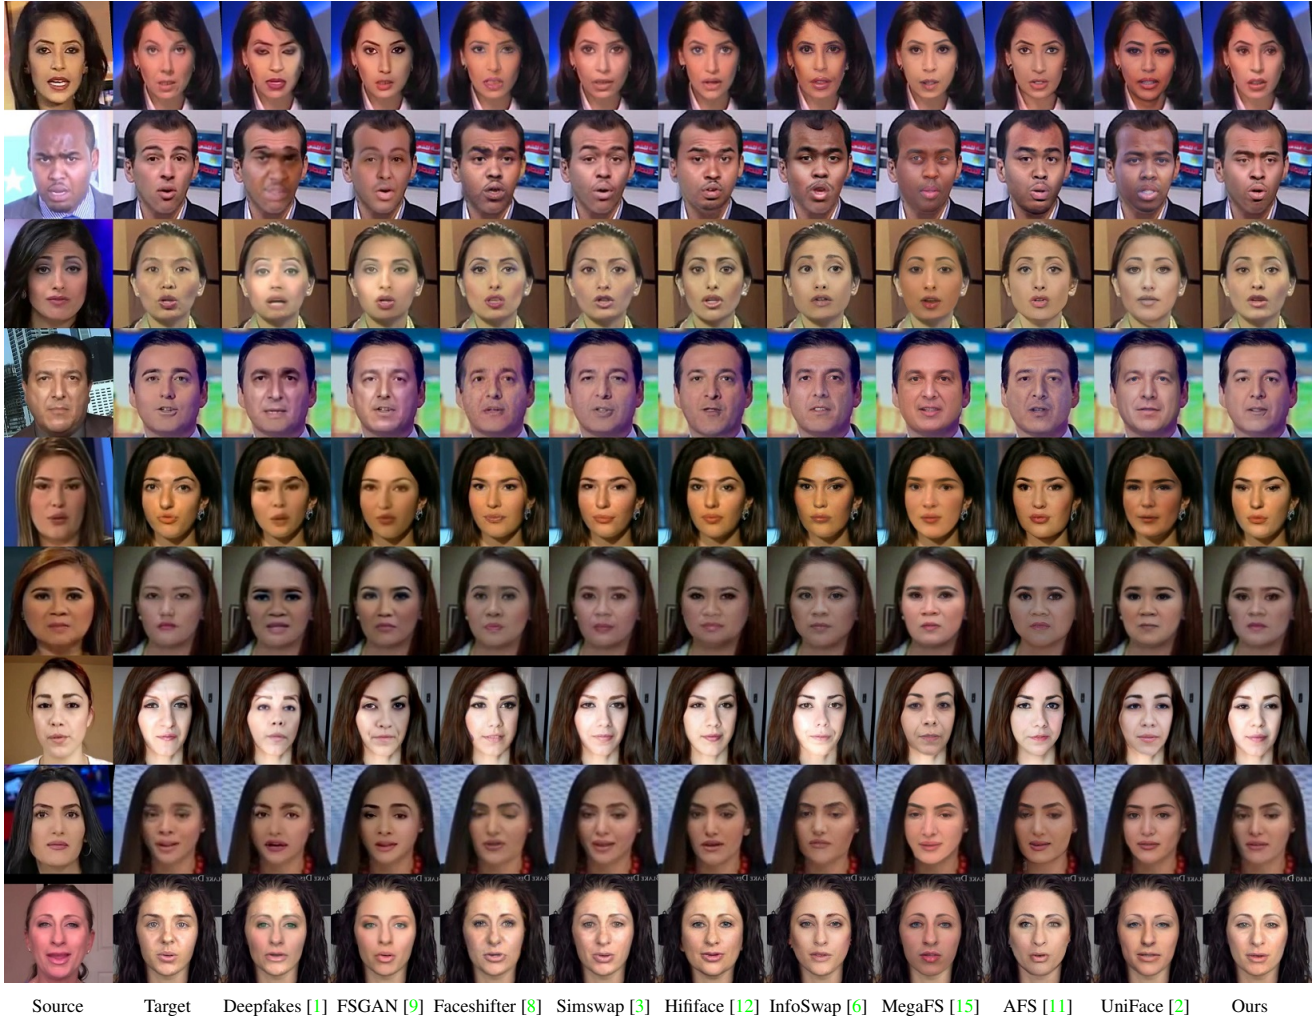 Source Target Deepfakes [1] FSGAN [9] Faceshifter [8] Simswap [3] Hififace [12] InfoSwap [6] MegaFS [15] AFS [11] UniFace [2] Ours